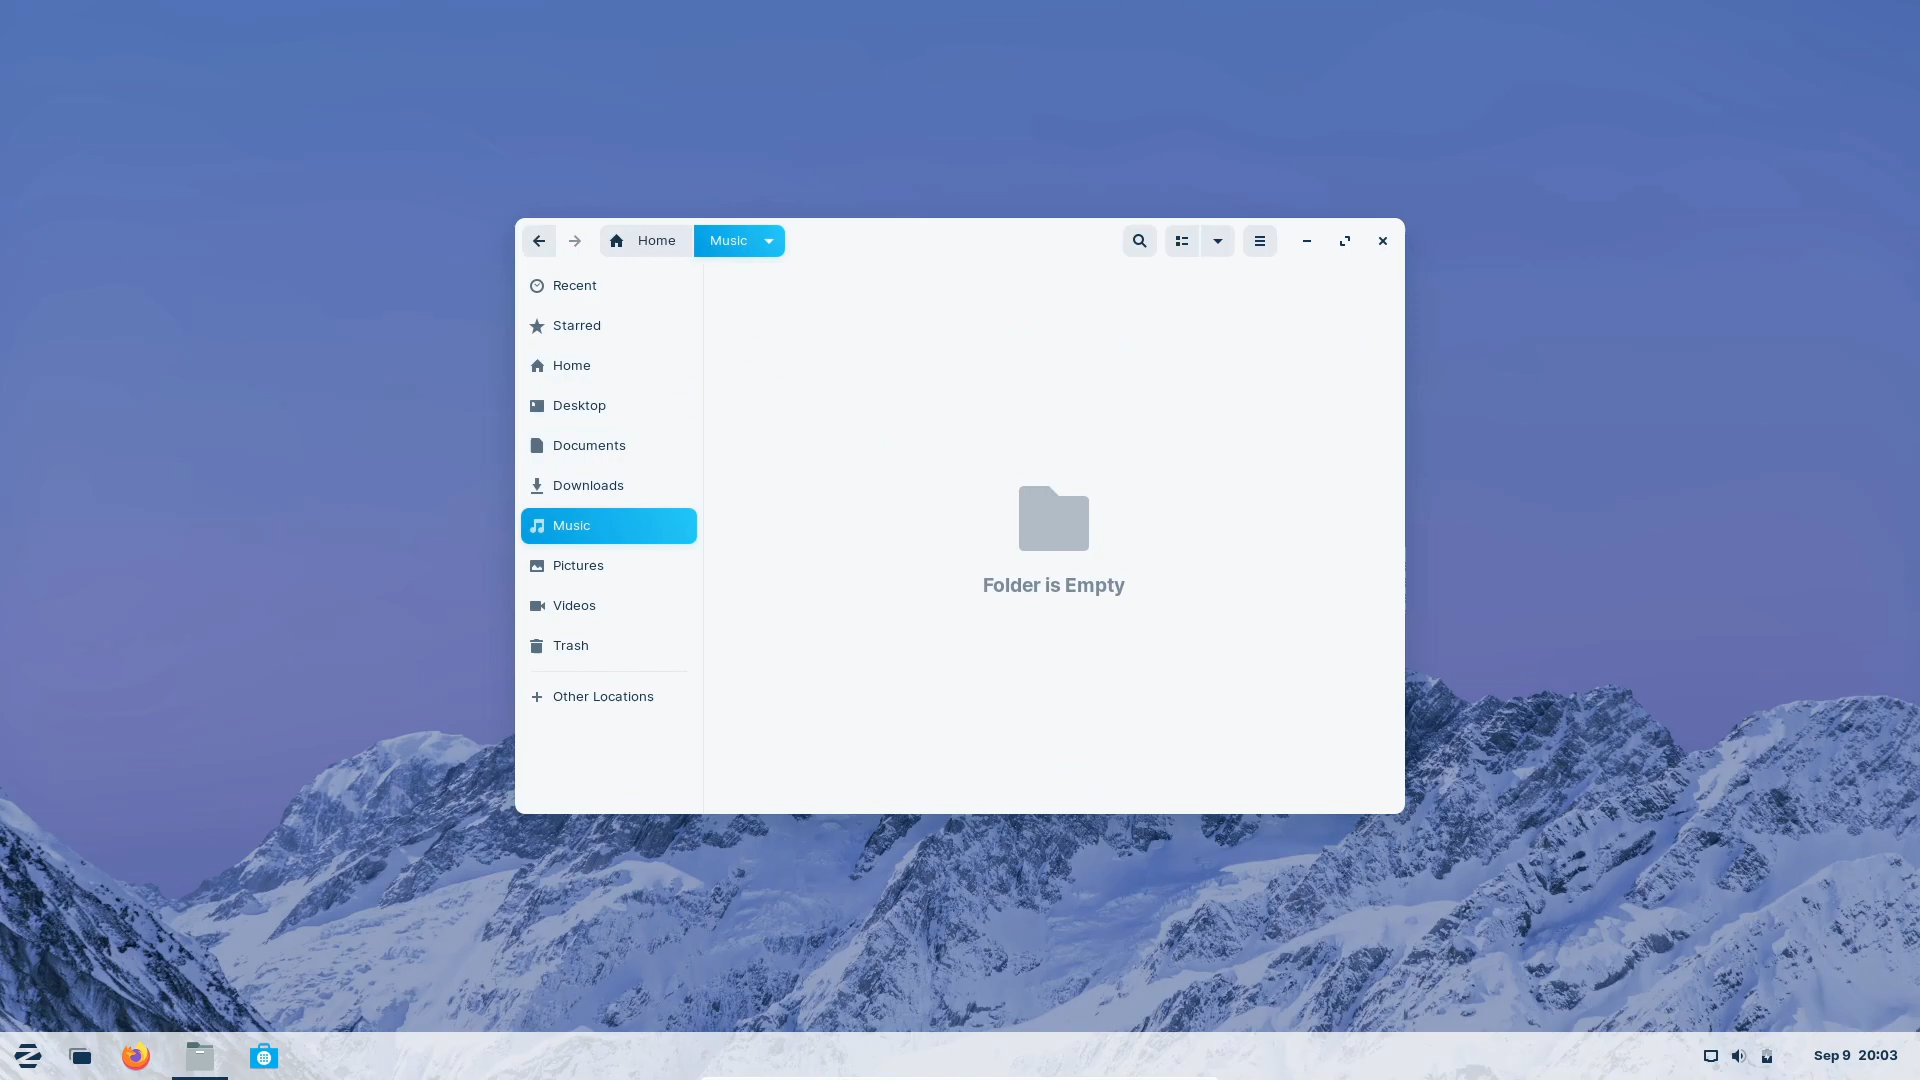 Home Music
Recent
Starred
Home
Desktop
Documents
Downloads
Music
Pictures
Videos
Trash
Other Locations
Folder is Empty
Sep 9 20:03